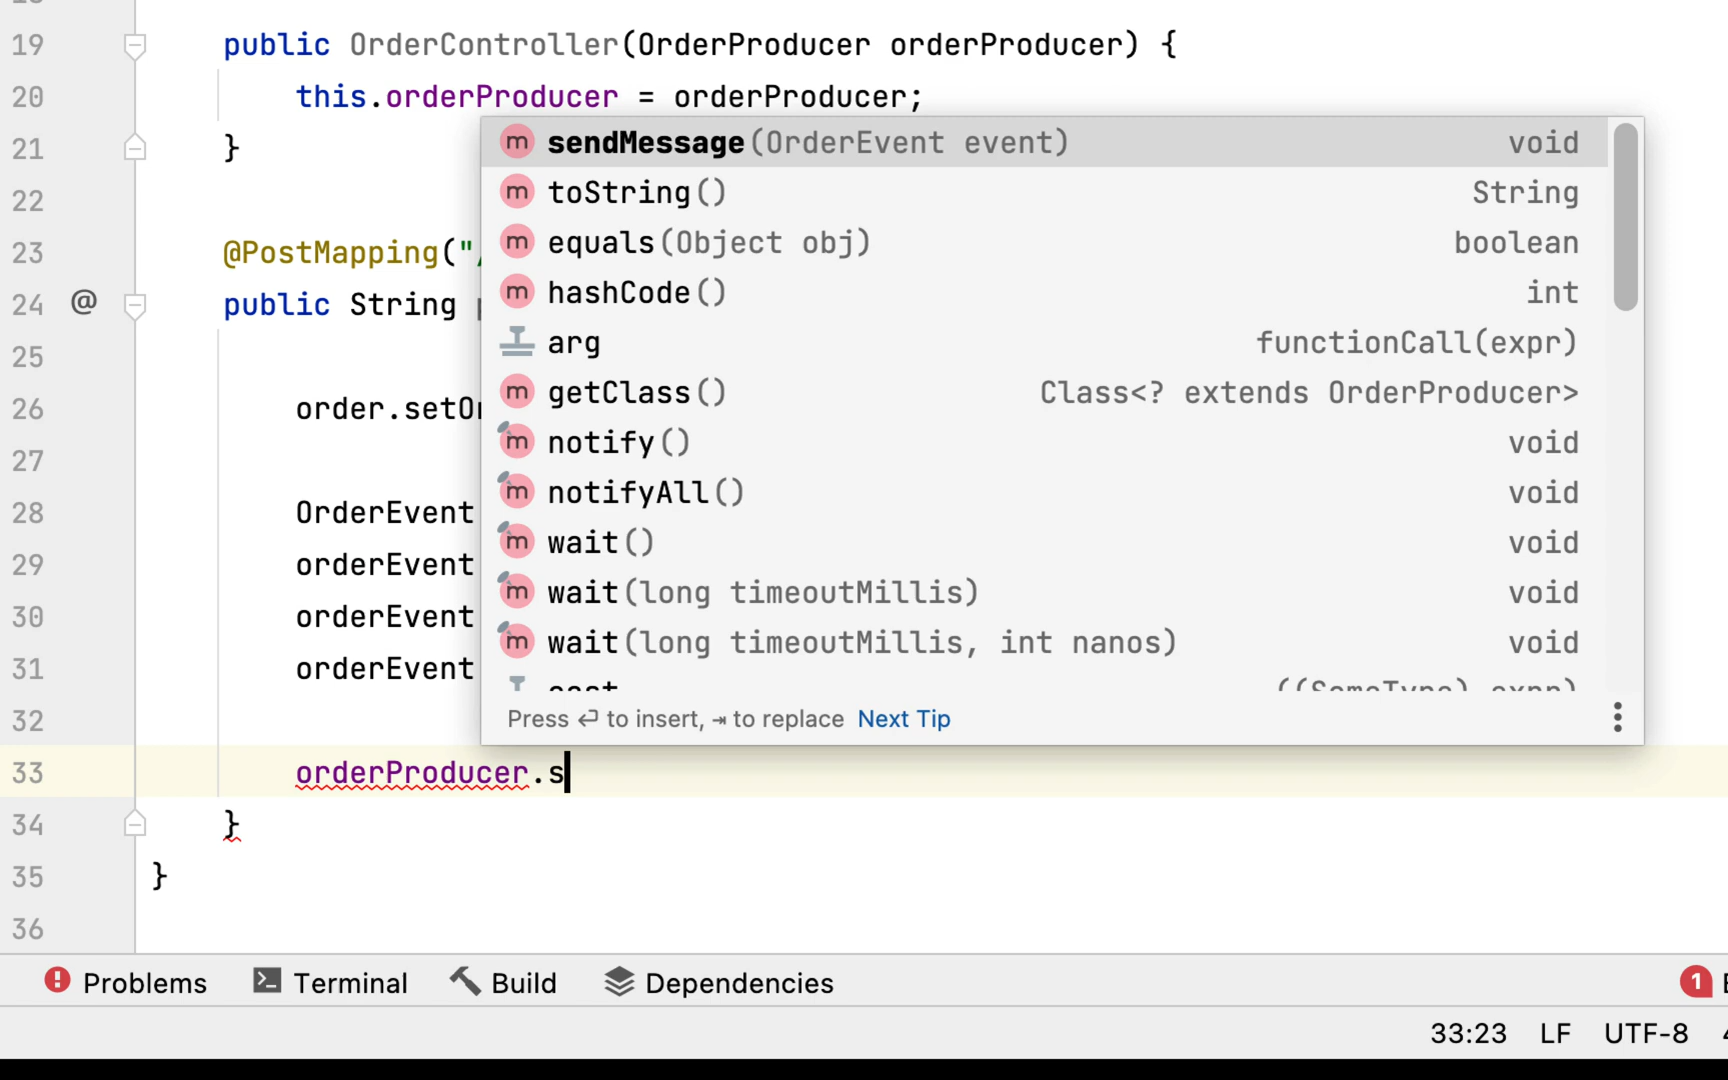 19 public OrderController(OrderProducer orderProducer) {
20 this.orderProducer = orderProducer;
21 }
22
23 @PostMapping("/
24 @ public String
25
26 order.setOr
27
28 OrderEvent
29 orderEvent
30 orderEvent
31 orderEvent
32
33 orderProducer.s
34 }
35 }
36
m sendMessage(OrderEvent event) void
m toString() String
m equals(Object obj) boolean
m hashCode() int
arg functionCall(expr)
m getClass() Class<? extends OrderProducer>
m notify() void
m notifyAll() void
m wait() void
m wait(long timeoutMillis) void
m wait(long timeoutMillis, int nanos) void
cast ((SomeType) expr)
Press ↩ to insert, ⇥ to replace Next Tip
Problems Terminal Build Dependencies 1
33:23 LF UTF-8